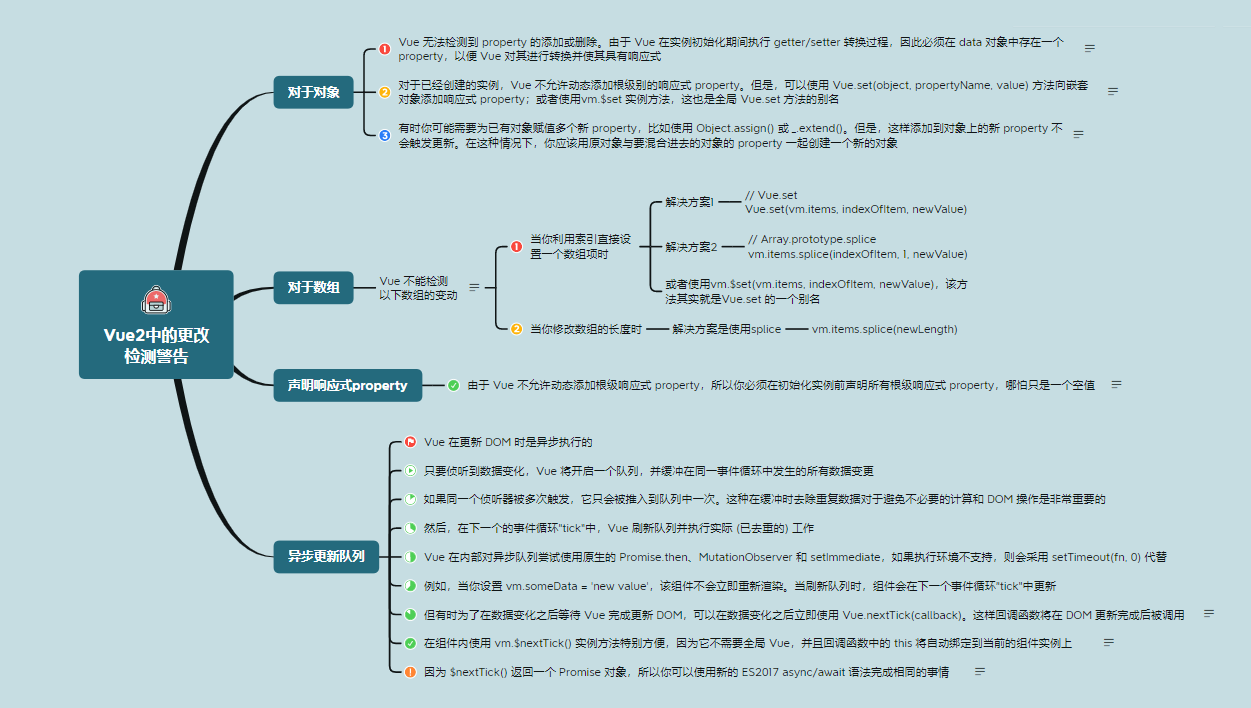 Vue2中的更改
检测警告
对于对象
Vue 无法检测到 property 的添加或删除。由于 Vue 在实例初始化期间执行 getter/setter 转换过程，因此必须在 data 对象中存在一个
property，以便 Vue 对其进行转换并使其具有响应式
对于已经创建的实例，Vue 不允许动态添加根级别的响应式 property。但是，可以使用 Vue.set(object, propertyName, value) 方法向嵌套
对象添加响应式 property；或者使用vm.$set 实例方法，这也是全局 Vue.set 方法的别名
有时你可能需要为已有对象赋值多个新 property，比如使用 Object.assign() 或 _.extend()。但是，这样添加到对象上的新 property 不
会触发更新。在这种情况下，你应该用原对象与要混合进去的对象的 property 一起创建一个新的对象
对于数组
Vue 不能检测
以下数组的变动
当你利用索引直接设
置一个数组项时
解决方案1
// Vue.set
Vue.set(vm.items, indexOfItem, newValue)
解决方案2
// Array.prototype.splice
vm.items.splice(indexOfItem, 1, newValue)
或者使用vm.$set(vm.items, indexOfItem, newValue)，该方
法其实就是Vue.set 的一个别名
当你修改数组的长度时
解决方案是使用splice
vm.items.splice(newLength)
声明响应式property
由于 Vue 不允许动态添加根级响应式 property，所以你必须在初始化实例前声明所有根级响应式 property，哪怕只是一个空值
异步更新队列
Vue 在更新 DOM 时是异步执行的
只要侦听到数据变化，Vue 将开启一个队列，并缓冲在同一事件循环中发生的所有数据变更
如果同一个侦听器被多次触发，它只会被推入到队列中一次。这种在缓冲时去除重复数据对于避免不必要的计算和 DOM 操作是非常重要的
然后，在下一个的事件循环"tick"中，Vue 刷新队列并执行实际 (已去重的) 工作
Vue 在内部对异步队列尝试使用原生的 Promise.then、MutationObserver 和 setImmediate，如果执行环境不支持，则会采用 setTimeout(fn, 0) 代替
例如，当你设置 vm.someData = 'new value'，该组件不会立即重新渲染。当刷新队列时，组件会在下一个事件循环"tick"中更新
但有时为了在数据变化之后等待 Vue 完成更新 DOM，可以在数据变化之后立即使用 Vue.nextTick(callback)。这样回调函数将在 DOM 更新完成后被调用
在组件内使用 vm.$nextTick() 实例方法特别方便，因为它不需要全局 Vue，并且回调函数中的 this 将自动绑定到当前的组件实例上
因为 $nextTick() 返回一个 Promise 对象，所以你可以使用新的 ES2017 async/await 语法完成相同的事情